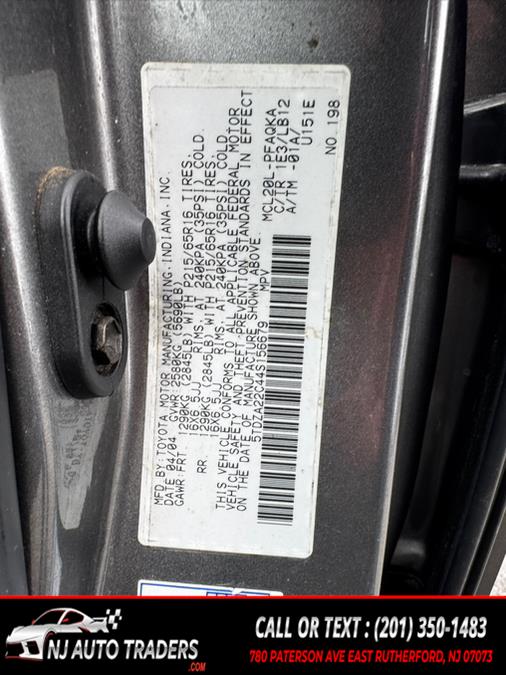 MFD.BY:TOYOTA MOTOR MANUFACTURING.INDIANA.INC.
DATE 04/04 GVWR:2580KG (5690LB)
GAWR:FRT 1290KG (2845LB) WITH P215/65R16 TIRES,
16X6.5JJ RIMS, AT 240KPA (35PSI) COLD.
RR 1290KG (2845LB) WITH P215/65R16 TIRES,
16X6.5JJ RIMS, AT 240KPA (35PSI) COLD.
THIS VEHICLE CONFORMS TO ALL APPLICABLE FEDERAL MOTOR
VEHICLE SAFETY AND THEFT-PREVENTION STANDARDS IN EFFECT
ON THE DATE OF MANUFACTURE SHOWN ABOVE.
5TDZA22C44S156679 MPV
MCL20L-PFAQKA
C/TR 1E3/LB12
A/TM -01A/
U151E
NO.198
NJ AUTO TRADERS
.COM
CALL OR TEXT : (201) 350-1483
780 PATERSON AVE EAST RUTHERFORD, NJ 07073